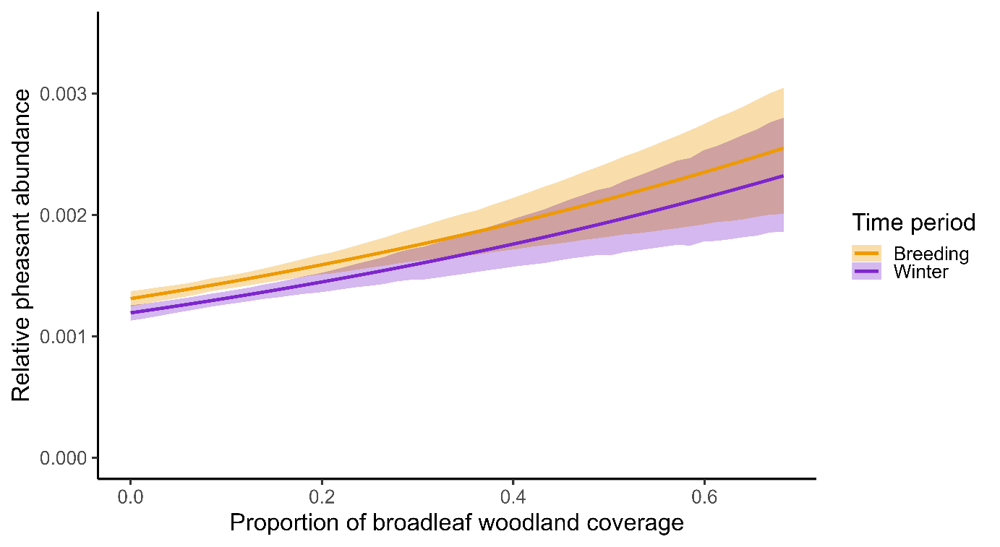 Relative pheasant abundance
0.003
0.002
0.001
0.000
0.0 0.2 0.4 0.6
Proportion of broadleaf woodland coverage
Time period
Breeding
Winter